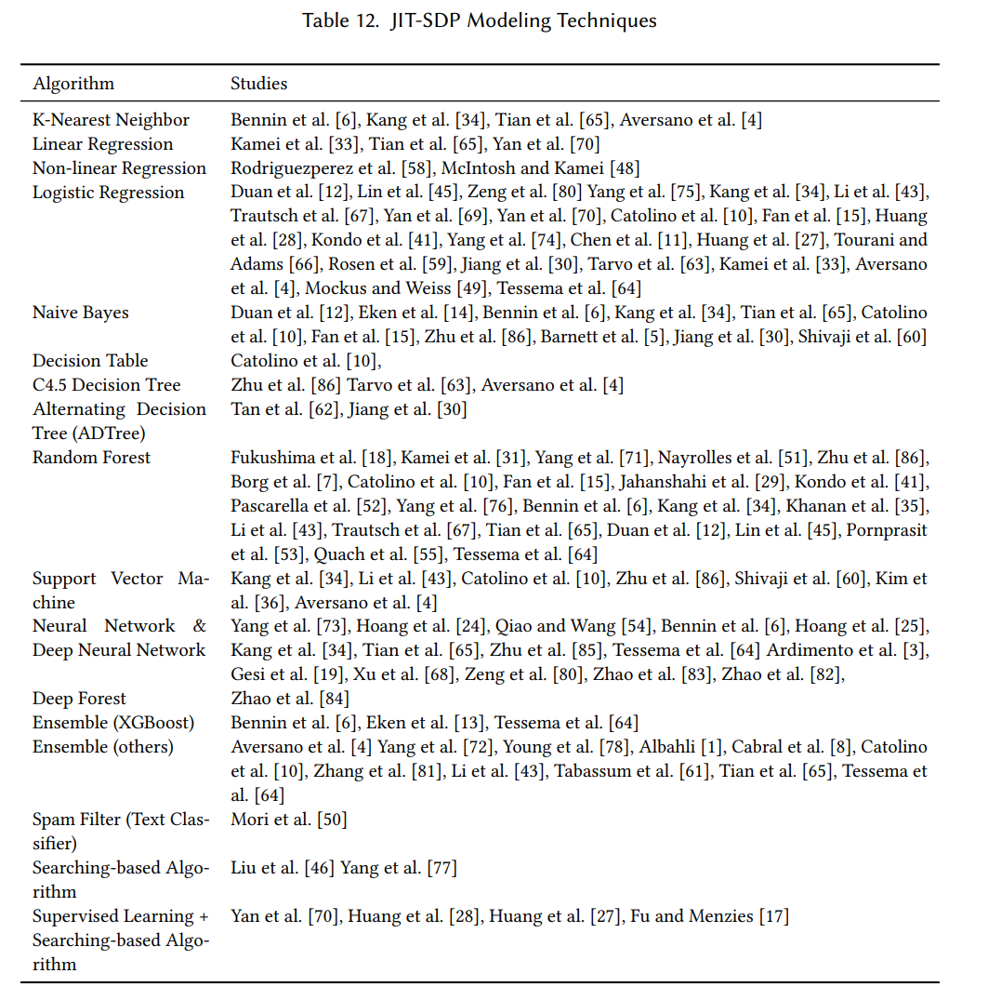 Table 12. JIT-SDP Modeling Techniques
Algorithm Studies
K-Nearest Neighbor Bennin et al. [6], Kang et al. [34], Tian et al. [65], Aversano et al. [4]
Linear Regression Kamei et al. [33], Tian et al. [65], Yan et al. [70]
Non-linear Regression Rodriguezperez et al. [58], McIntosh and Kamei [48]
Logistic Regression Duan et al. [12], Lin et al. [45], Zeng et al. [80] Yang et al. [75], Kang et al. [34], Li et al. [43],
Trautsch et al. [67], Yan et al. [69], Yan et al. [70], Catolino et al. [10], Fan et al. [15], Huang
et al. [28], Kondo et al. [41], Yang et al. [74], Chen et al. [11], Huang et al. [27], Tourani and
Adams [66], Rosen et al. [59], Jiang et al. [30], Tarvo et al. [63], Kamei et al. [33], Aversano
et al. [4], Mockus and Weiss [49], Tessema et al. [64]
Naive Bayes Duan et al. [12], Eken et al. [14], Bennin et al. [6], Kang et al. [34], Tian et al. [65], Catolino
et al. [10], Fan et al. [15], Zhu et al. [86], Barnett et al. [5], Jiang et al. [30], Shivaji et al. [60]
Decision Table Catolino et al. [10],
C4.5 Decision Tree Zhu et al. [86] Tarvo et al. [63], Aversano et al. [4]
Alternating Decision Tan et al. [62], Jiang et al. [30]
Tree (ADTree)
Random Forest Fukushima et al. [18], Kamei et al. [31], Yang et al. [71], Nayrolles et al. [51], Zhu et al. [86],
Borg et al. [7], Catolino et al. [10], Fan et al. [15], Jahanshahi et al. [29], Kondo et al. [41],
Pascarella et al. [52], Yang et al. [76], Bennin et al. [6], Kang et al. [34], Khanan et al. [35],
Li et al. [43], Trautsch et al. [67], Tian et al. [65], Duan et al. [12], Lin et al. [45], Pornprasit
et al. [53], Quach et al. [55], Tessema et al. [64]
Support Vector Ma- Kang et al. [34], Li et al. [43], Catolino et al. [10], Zhu et al. [86], Shivaji et al. [60], Kim et
chine al. [36], Aversano et al. [4]
Neural Network & Yang et al. [73], Hoang et al. [24], Qiao and Wang [54], Bennin et al. [6], Hoang et al. [25],
Deep Neural Network Kang et al. [34], Tian et al. [65], Zhu et al. [85], Tessema et al. [64] Ardimento et al. [3],
Gesi et al. [19], Xu et al. [68], Zeng et al. [80], Zhao et al. [83], Zhao et al. [82],
Deep Forest Zhao et al. [84]
Ensemble (XGBoost) Bennin et al. [6], Eken et al. [13], Tessema et al. [64]
Ensemble (others) Aversano et al. [4] Yang et al. [72], Young et al. [78], Albahli [1], Cabral et al. [8], Catolino
et al. [10], Zhang et al. [81], Li et al. [43], Tabassum et al. [61], Tian et al. [65], Tessema et
al. [64]
Spam Filter (Text Clas- Mori et al. [50]
sifier)
Searching-based Algo- Liu et al. [46] Yang et al. [77]
rithm
Supervised Learning + Yan et al. [70], Huang et al. [28], Huang et al. [27], Fu and Menzies [17]
Searching-based Algo-
rithm